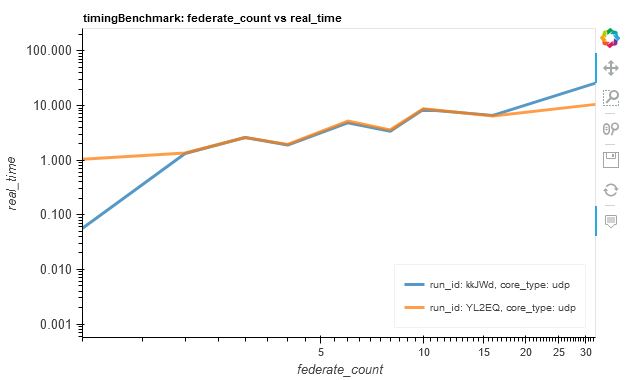 timingBenchmark: federate_count vs real_time
100.000
10.000
1.000
0.100
0.010
0.001
real_time
5 10 15 20 25 30
federate_count
run_id: kkJWd, core_type: udp
run_id: YL2EQ, core_type: udp